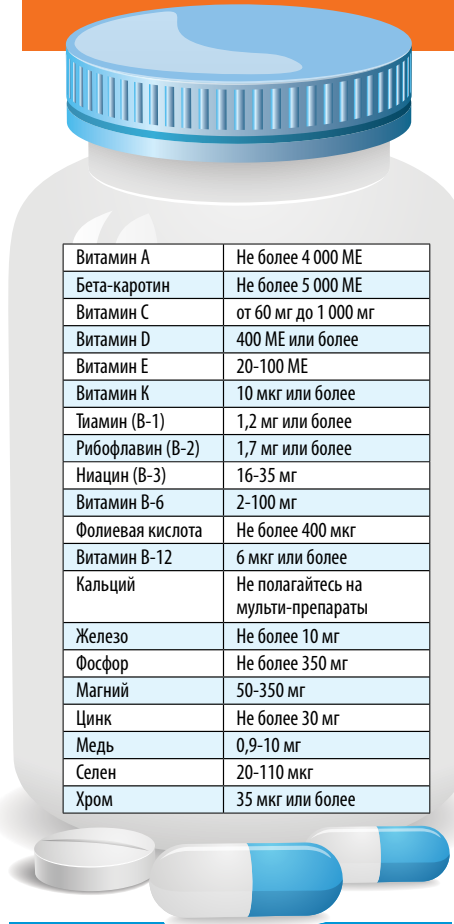 Витамин А Не более 4 000 МЕ
Бета-каротин Не более 5 000 МЕ
Витамин С от 60 мг до 1 000 мг
Витамин D 400 МЕ или более
Витамин Е 20-100 МЕ
Витамин К 10 мкг или более
Тиамин (В-1) 1,2 мг или более
Рибофлавин (В-2) 1,7 мг или более
Ниацин (В-3) 16-35 мг
Витамин В-6 2-100 мг
Фолиевая кислота Не более 400 мкг
Витамин В-12 6 мкг или более
Кальций Не полагайтесь на
мульти-препараты
Железо Не более 10 мг
Фосфор Не более 350 мг
Магний 50-350 мг
Цинк Не более 30 мг
Медь 0,9-10 мг
Селен 20-110 мкг
Хром 35 мкг или более